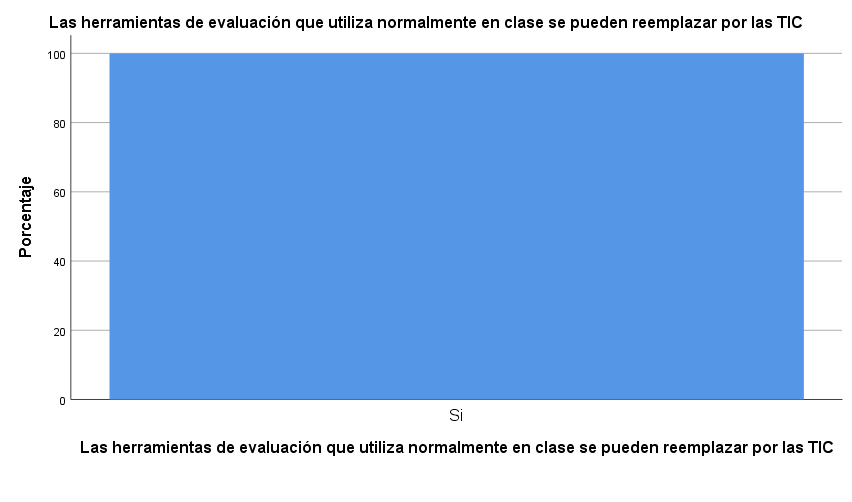 Las herramientas de evaluación que utiliza normalmente en clase se pueden reemplazar por las TIC
100
80
60
40
20
0
Porcentaje
Si
Las herramientas de evaluación que utiliza normalmente en clase se pueden reemplazar por las TIC